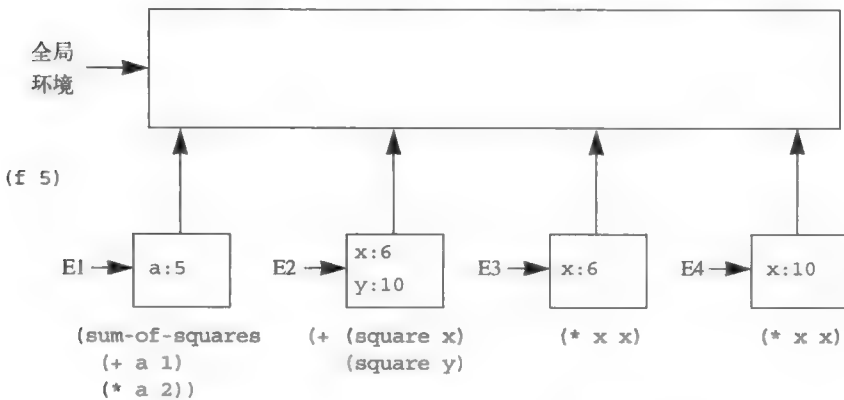 全局
环境
(f 5)
E1
a:5
E2
x:6
y:10
E3
x:6
E4
x:10
(sum-of-squares
(+ a 1)
(* a 2))
(+ (square x)
(square y)
(* x x)
(* x x)